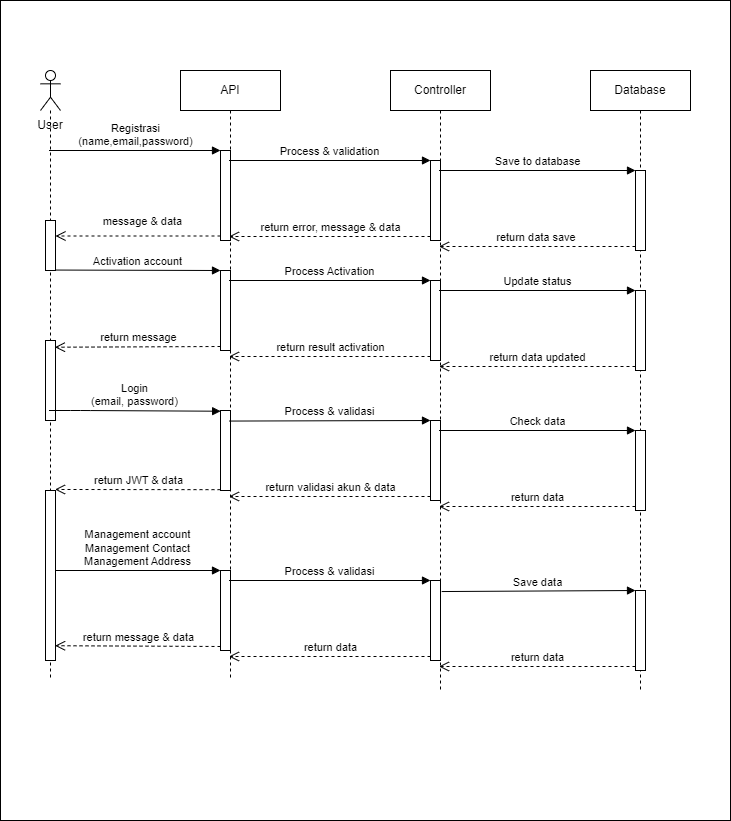 API
Controller
Database
User
Registrasi
(name,email,password)
Process & validation
Save to database
message & data
return error, message & data
return data save
Activation account
Process Activation
Update status
return message
return result activation
return data updated
Login
(email, password)
Process & validasi
Check data
return JWT & data
return validasi akun & data
return data
Management account
Management Contact
Management Address
Process & validasi
Save data
return message & data
return data
return data